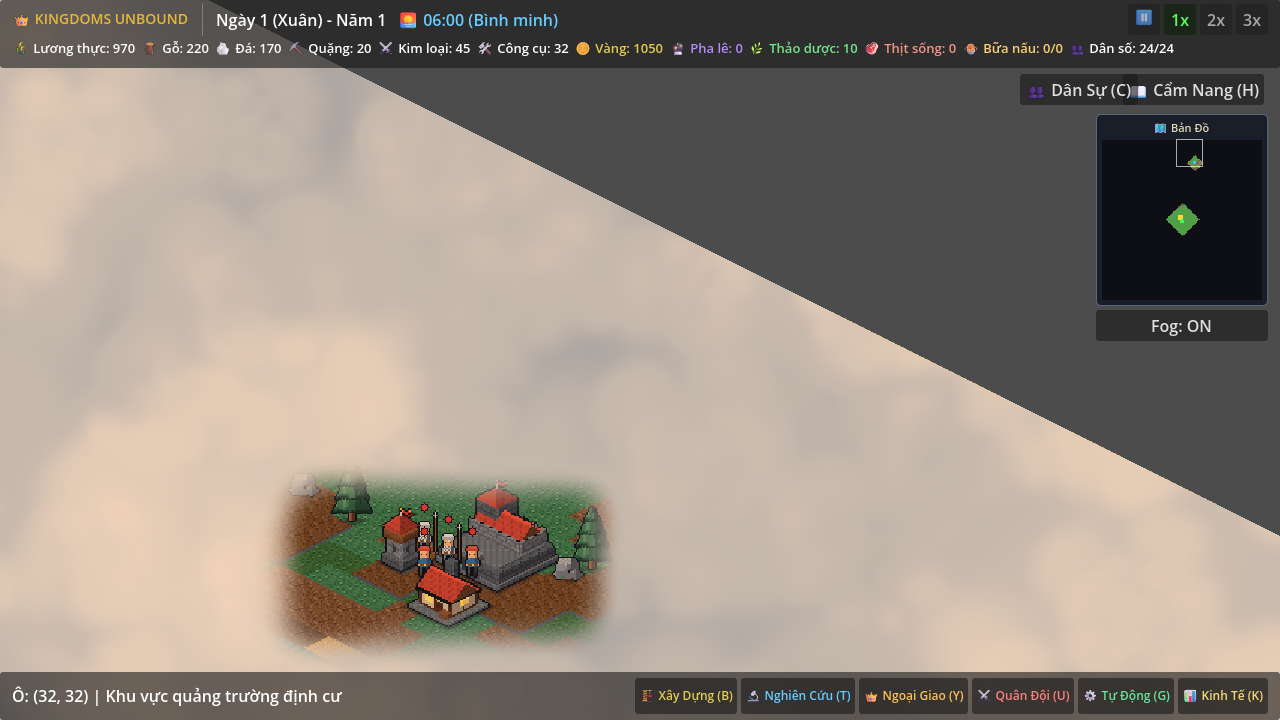 KINGDOMS UNBOUND Ngày 1 (Xuân) - Năm 1 06:00 (Bình minh) 1x 2x 3x
Lương thực: 970 Gỗ: 220 Đá: 170 Quặng: 20 Kim loại: 45 Công cụ: 32 Vàng: 1050 Pha lê: 0 Thảo dược: 10 Thịt sống: 0 Bữa nấu: 0/0 Dân số: 24/24
Dân Sự (C) Cẩm Nang (H)
Bản Đồ
Fog: ON
Ô: (32, 32) | Khu vực quảng trường định cư
Xây Dựng (B) Nghiên Cứu (T) Ngoại Giao (Y) Quân Đội (U) Tự Động (G) Kinh Tế (K)